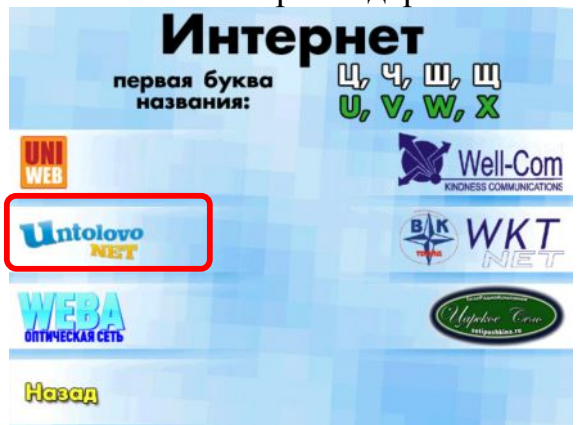 Интернет
первая буква
названия:
Ц, Ч, Ш, Щ
U, V, W, X
UNI
WEB
Well-Com
KINDNESS COMMUNICATIONS
Untolovo
NET
ВЛК
WKT
NET
WEBA
ОПТИЧЕСКАЯ СЕТЬ
Царское Село
Назад